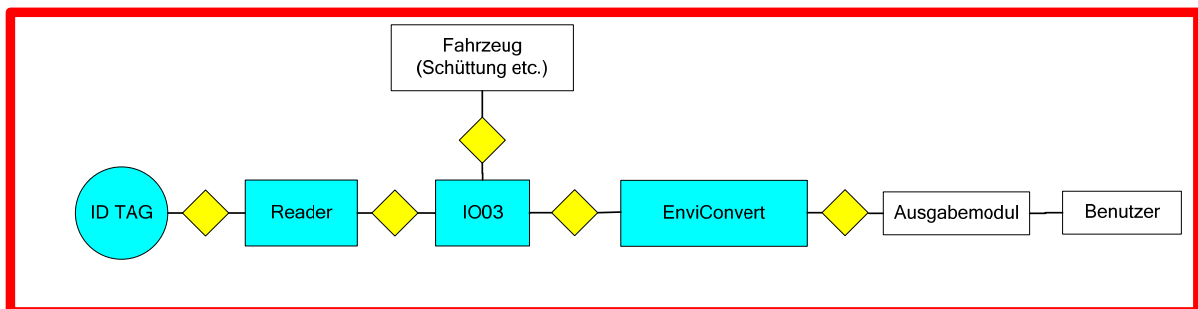 Fahrzeug
(Schüttung etc.)
ID TAG
Reader
IO03
EnviConvert
Ausgabemodul
Benutzer